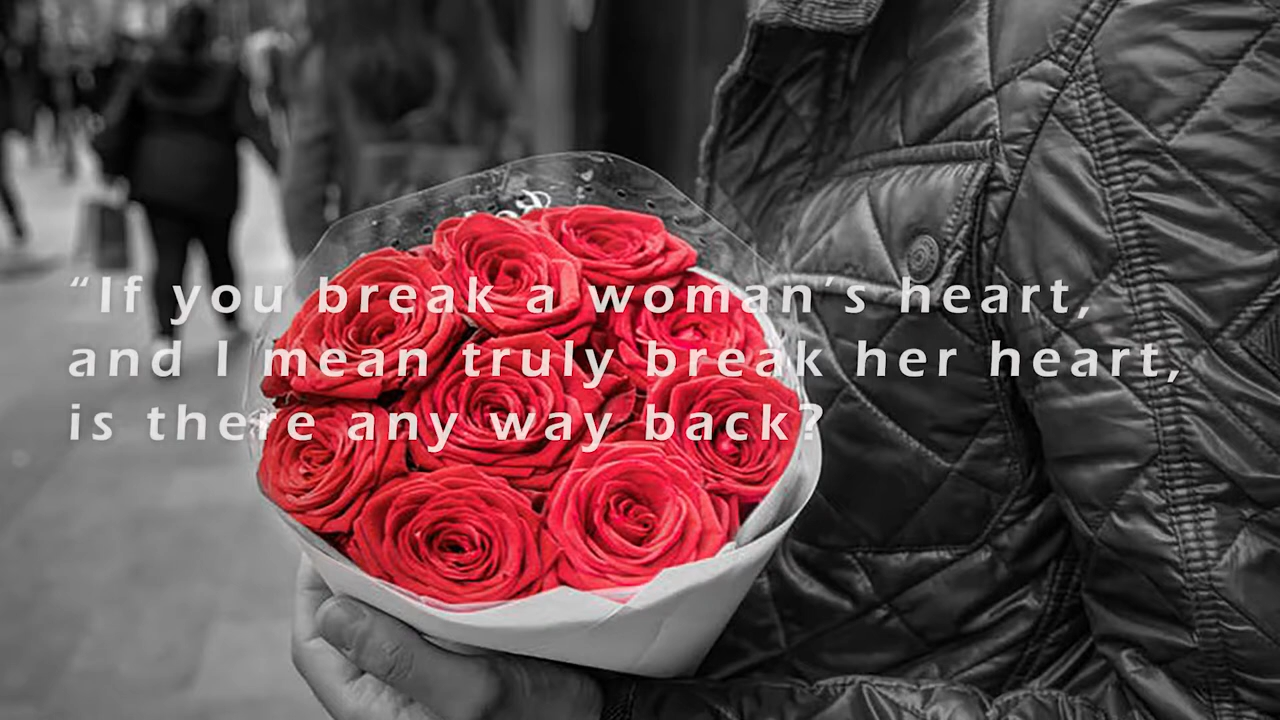 “If you break a woman’s heart,
and I mean truly break her heart,
is there any way back?